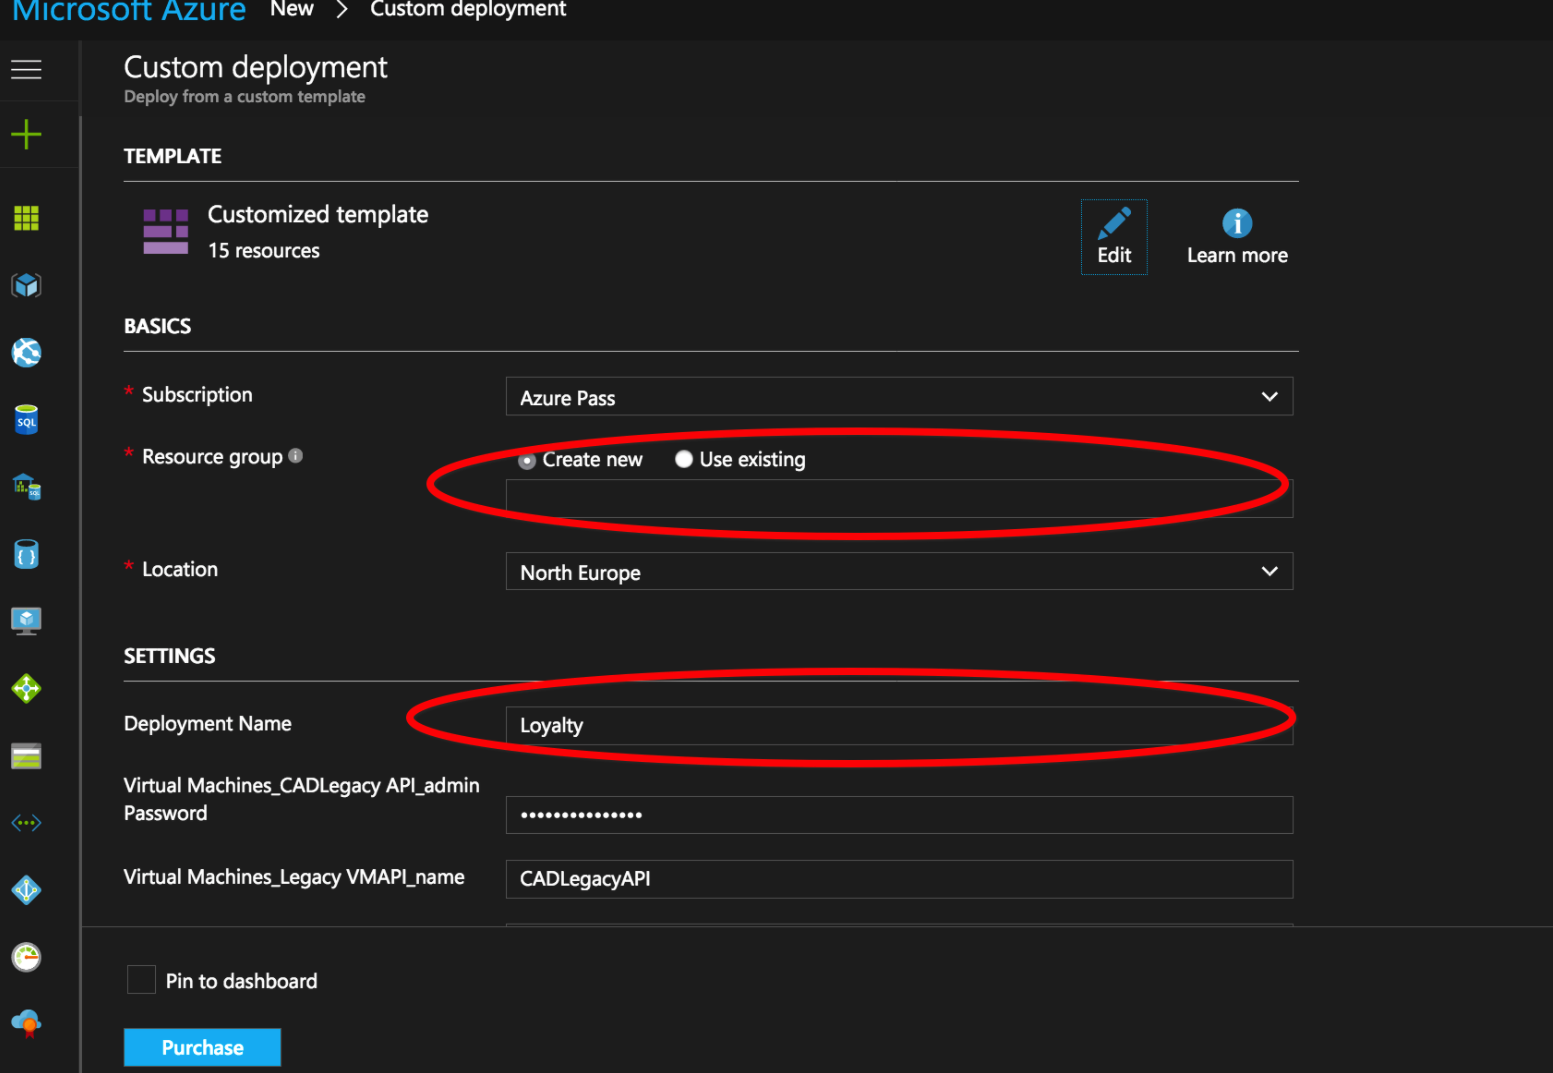 Microsoft Azure New > Custom deployment
Custom deployment
Deploy from a custom template
TEMPLATE
Customized template
15 resources
Edit
Learn more
BASICS
* Subscription
Azure Pass
* Resource group
Create new
Use existing
* Location
North Europe
SETTINGS
Deployment Name
Loyalty
Virtual Machines_CADLegacy API_admin
Password
•••••••••••••••
Virtual Machines_Legacy VMAPI_name
CADLegacyAPI
Pin to dashboard
Purchase
SQL
SQL